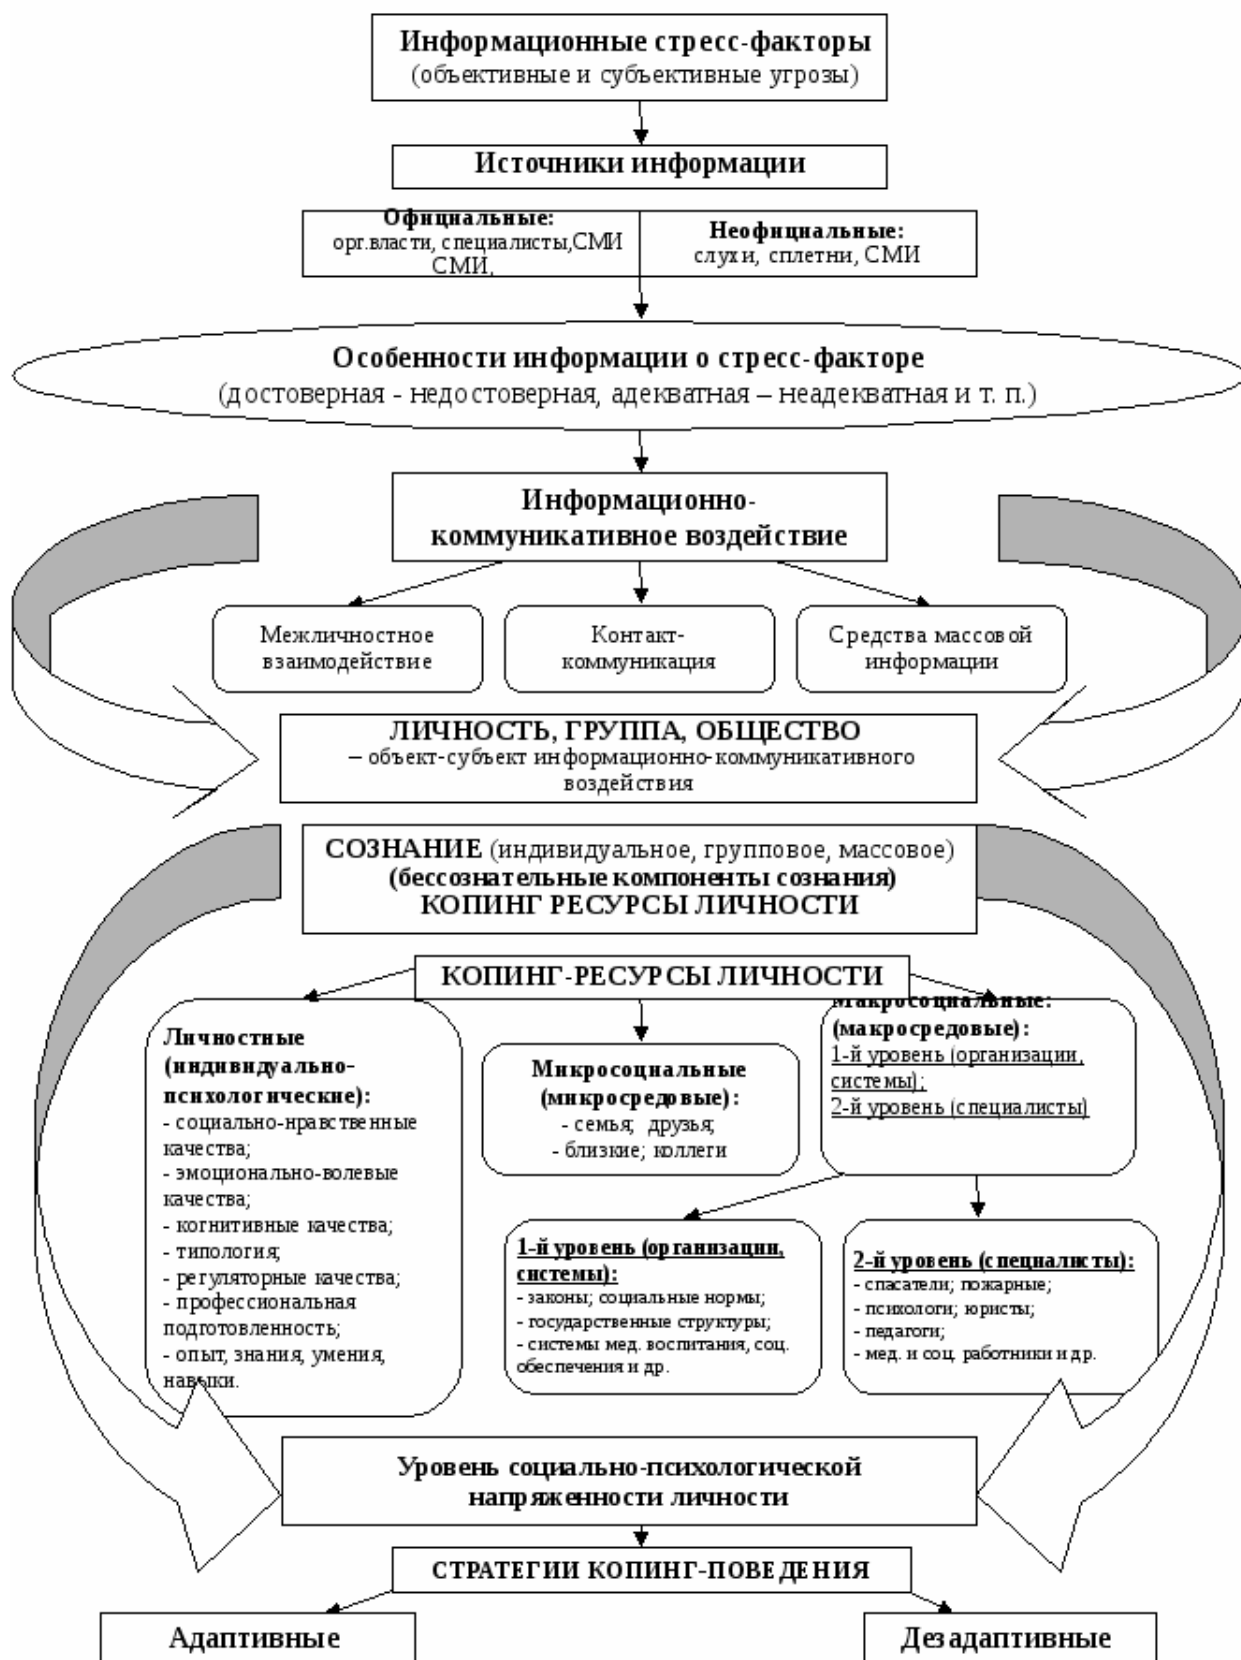 Информационные стресс-факторы
(объективные и субъективные угрозы)
Источники информации
Официальные:
орг.власти, специалисты,СМИ
СМИ,
Неофициальные:
слухи, сплетни, СМИ
Особенности информации о стресс-факторе
(достоверная - недостоверная, адекватная – неадекватная и т. п.)
Информационно-
коммуникативное воздействие
Межличностное
взаимодействие
Контакт-
коммуникация
Средства массовой
информации
ЛИЧНОСТЬ, ГРУППА, ОБЩЕСТВО
– объект-субъект информационно-коммуникативного
воздействия
СОЗНАНИЕ (индивидуальное, групповое, массовое)
(бессознательные компоненты сознания)
КОПИНГ РЕСУРСЫ ЛИЧНОСТИ
КОПИНГ-РЕСУРСЫ ЛИЧНОСТИ
Личностные
(индивидуально-
психологические):
- социально-нравственные
качества;
- эмоционально-волевые
качества;
- когнитивные качества;
- типология;
- регуляторные качества;
- профессиональная
подготовленность;
- опыт, знания, умения,
навыки.
Микросоциальные
(микросредовые):
- семья; друзья;
- близкие; коллеги
Макросоциальные:
(макросредовые):
1-й уровень (организации,
системы);
2-й уровень (специалисты)
1-й уровень (организации,
системы):
- законы; социальные нормы;
- государственные структуры;
- системы мед. воспитания, соц.
обеспечения и др.
2-й уровень (специалисты):
- спасатели; пожарные;
- психологи; юристы;
- педагоги;
- мед. и соц. работники и др.
Уровень социально-психологической
напряженности личности
СТРАТЕГИИ КОПИНГ-ПОВЕДЕНИЯ
Адаптивные
Дезадаптивные